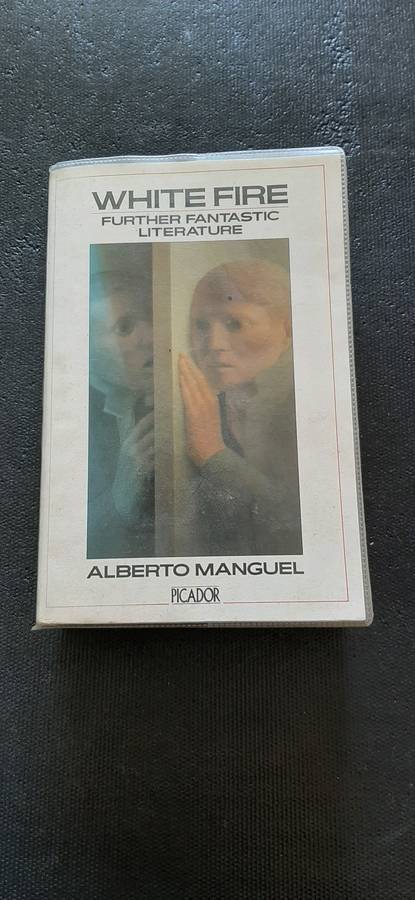 WHITE FIRE
FURTHER FANTASTIC
LITERATURE
ALBERTO MANGUEL
PICADOR